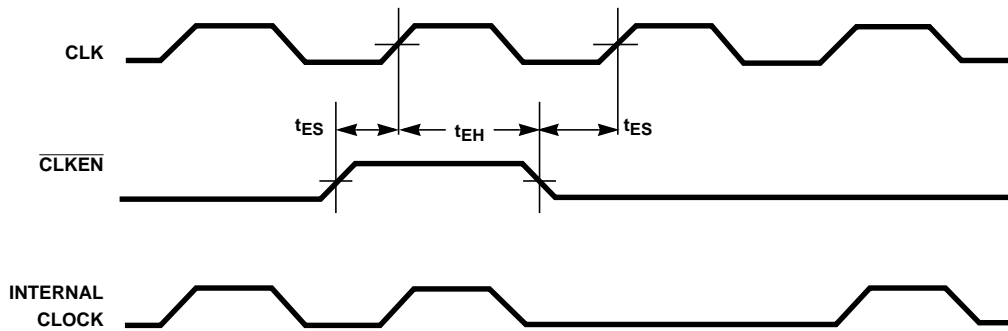 CLK
tES
tEH
tES
CLKEN
INTERNAL
CLOCK